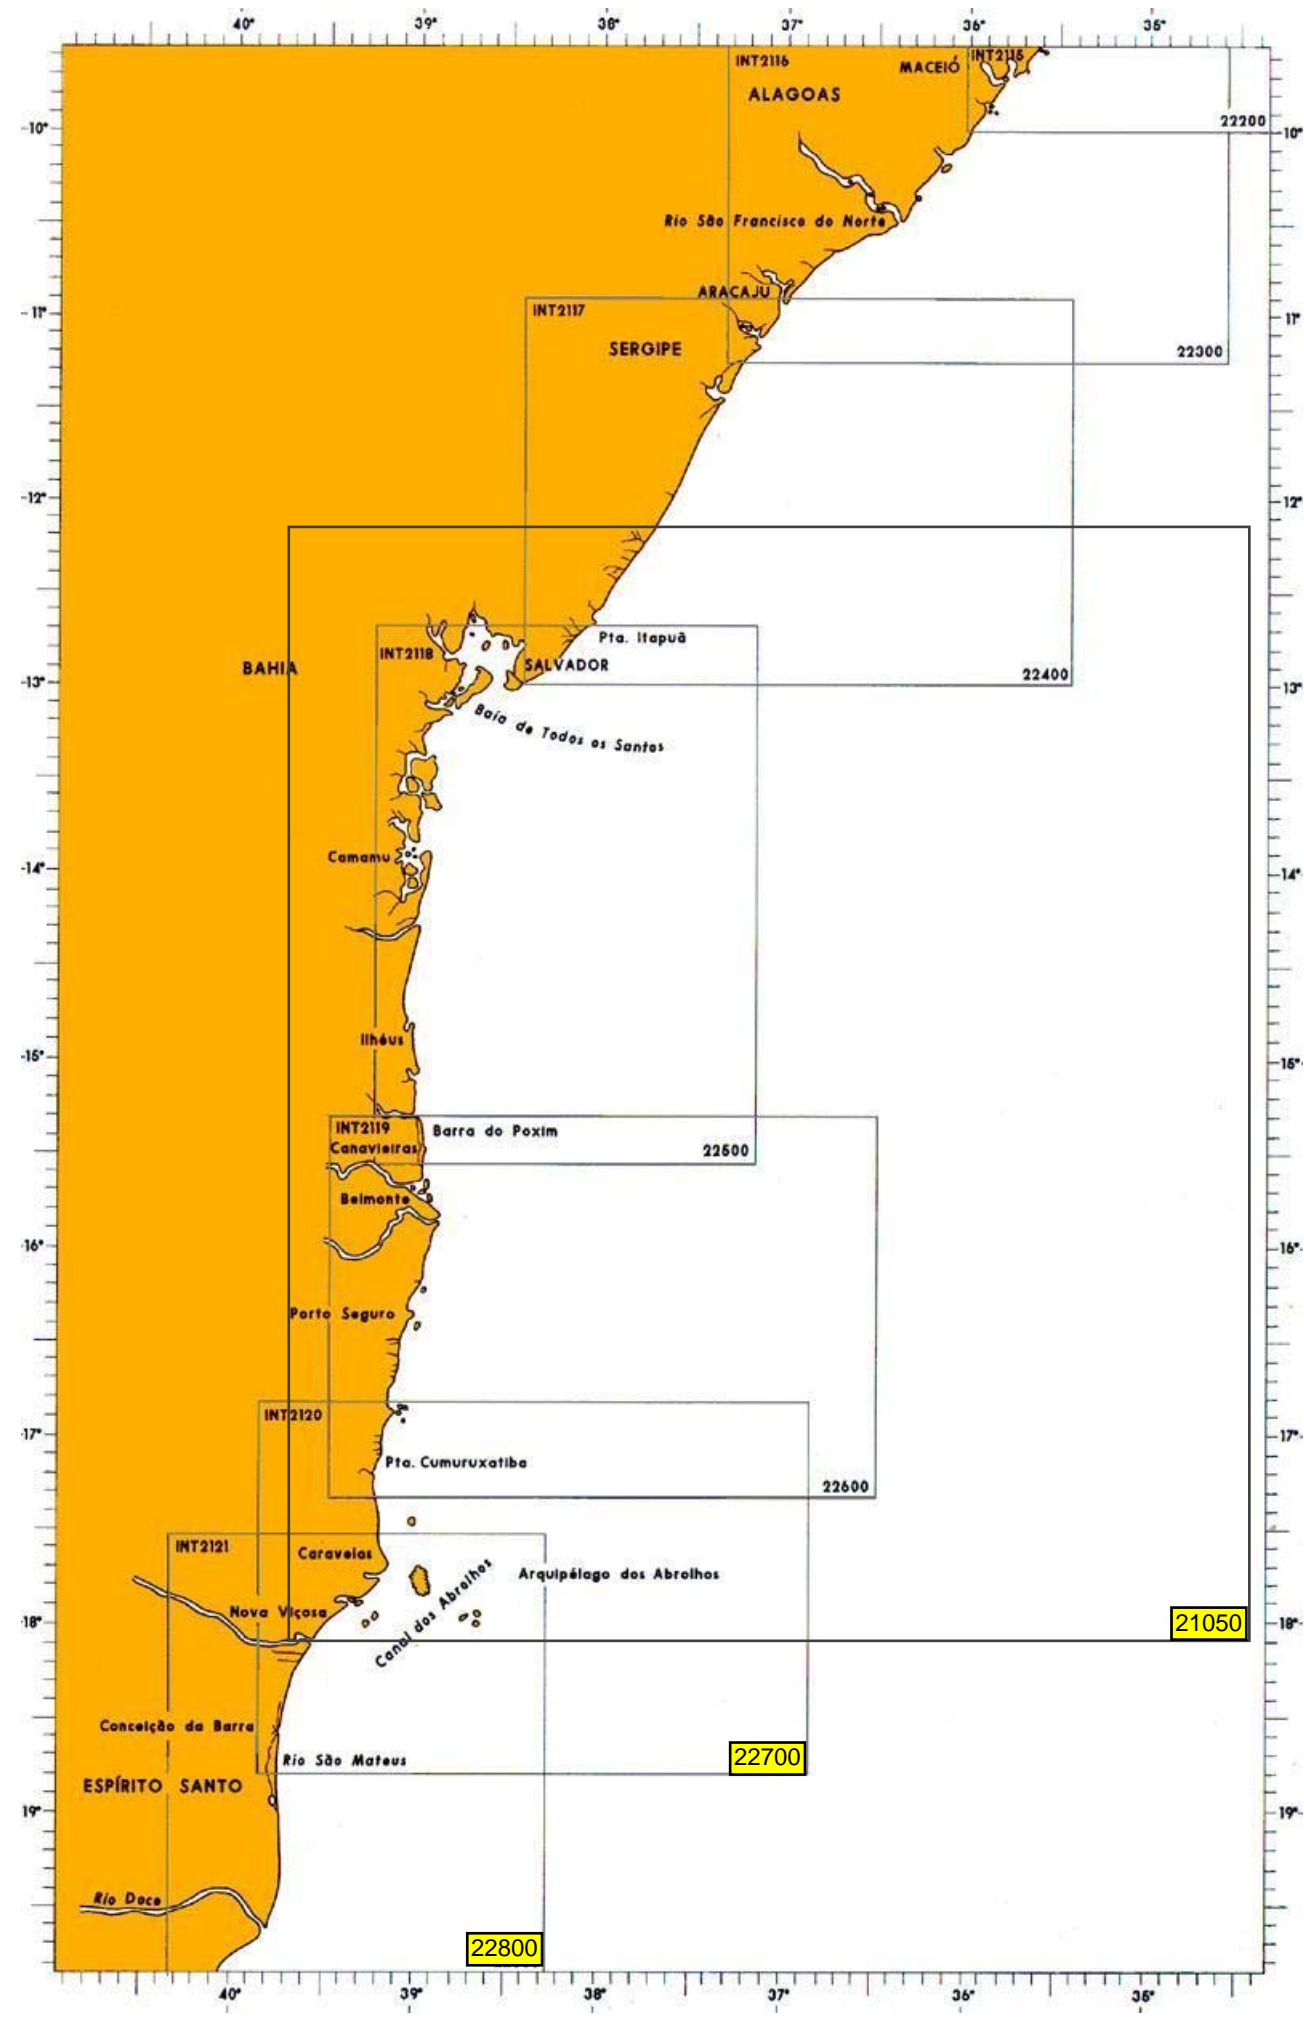 40° 39° 38° 37° 36° 35°
INT2116
MACEIÓ
INT2115
ALAGOAS
22200
10° 10°
Rio São Francisco do Norte
ARACAJU
INT2117
11° 11°
SERGIPE
22300
12° 12°
Pta. Itapuã
INT2118
BAHIA
SALVADOR
22400
13° 13°
Baía de Todos os Santos
Camamu
14° 14°
Ilhéus
15° 15°
INT2119
Barra do Poxim
Canavieiras
22500
Belmonte
16° 16°
Porto Seguro
INT2120
17° 17°
Pta. Cumuruxatiba
22600
INT2121
Caravelas
Arquipélago dos Abrolhos
Canal dos Abrolhos
Nova Viçosa
18° 18°
21050
Conceição da Barra
Rio São Mateus
22700
ESPÍRITO SANTO
19° 19°
Rio Doce
22800
40° 39° 38° 37° 36° 35°